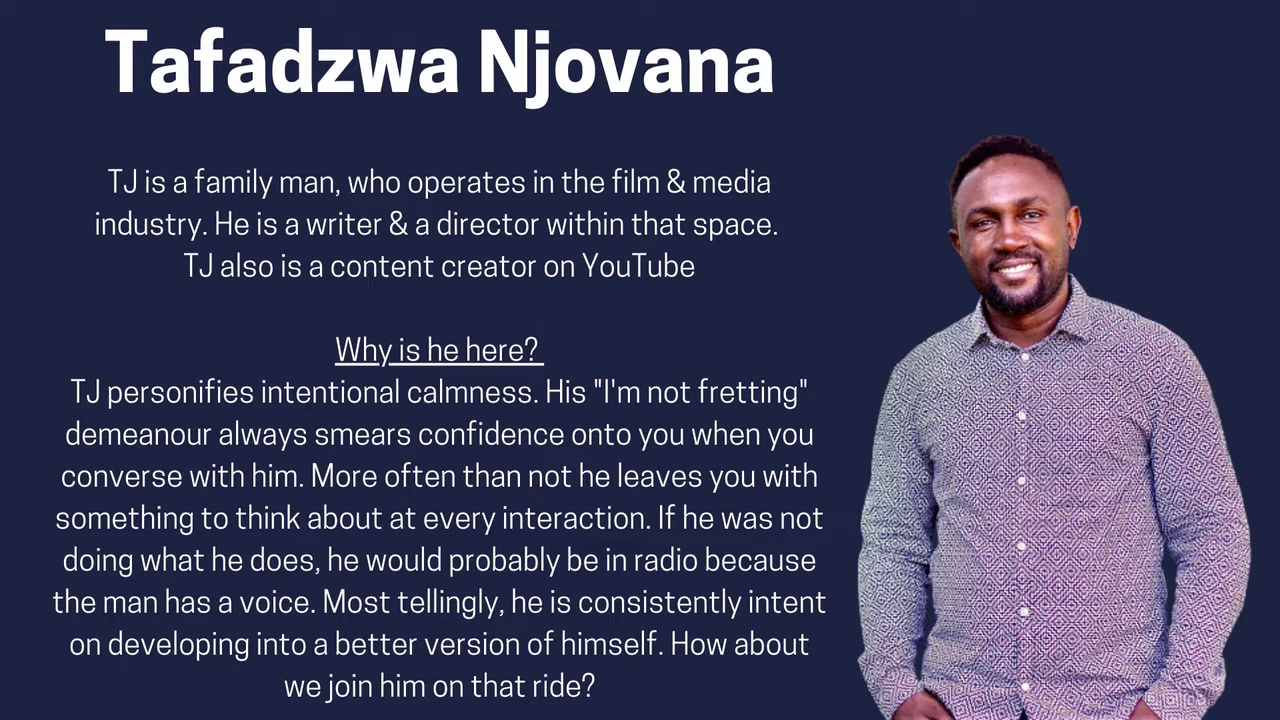 Tafadzwa Njovana
TJ is a family man, who operates in the film & media
industry. He is a writer & a director within that space.
TJ also is a content creator on YouTube
Why is he here?
TJ personifies intentional calmness. His "I'm not fretting"
demeanour always smears confidence onto you when you
converse with him. More often than not he leaves you with
something to think about at every interaction. If he was not
doing what he does, he would probably be in radio because
the man has a voice. Most tellingly, he is consistently intent
on developing into a better version of himself. How about
we join him on that ride?